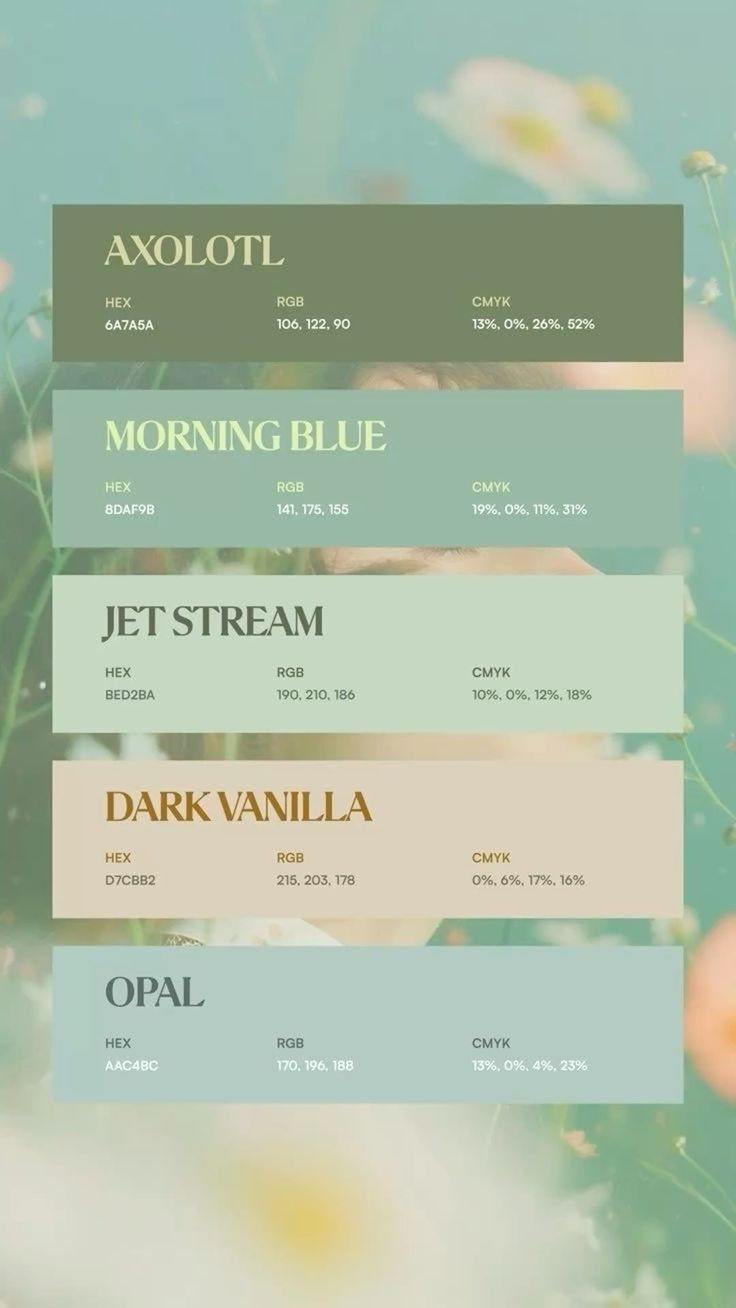 AXOLOTL
HEX RGB CMYK
6A7A5A 106, 122, 90 13%, 0%, 26%, 52%
MORNING BLUE
HEX RGB CMYK
8DAF9B 141, 175, 155 19%, 0%, 11%, 31%
JET STREAM
HEX RGB CMYK
BED2BA 190, 210, 186 10%, 0%, 12%, 18%
DARK VANILLA
HEX RGB CMYK
D7CBB2 215, 203, 178 0%, 6%, 17%, 16%
OPAL
HEX RGB CMYK
AAC4BC 170, 196, 188 13%, 0%, 4%, 23%